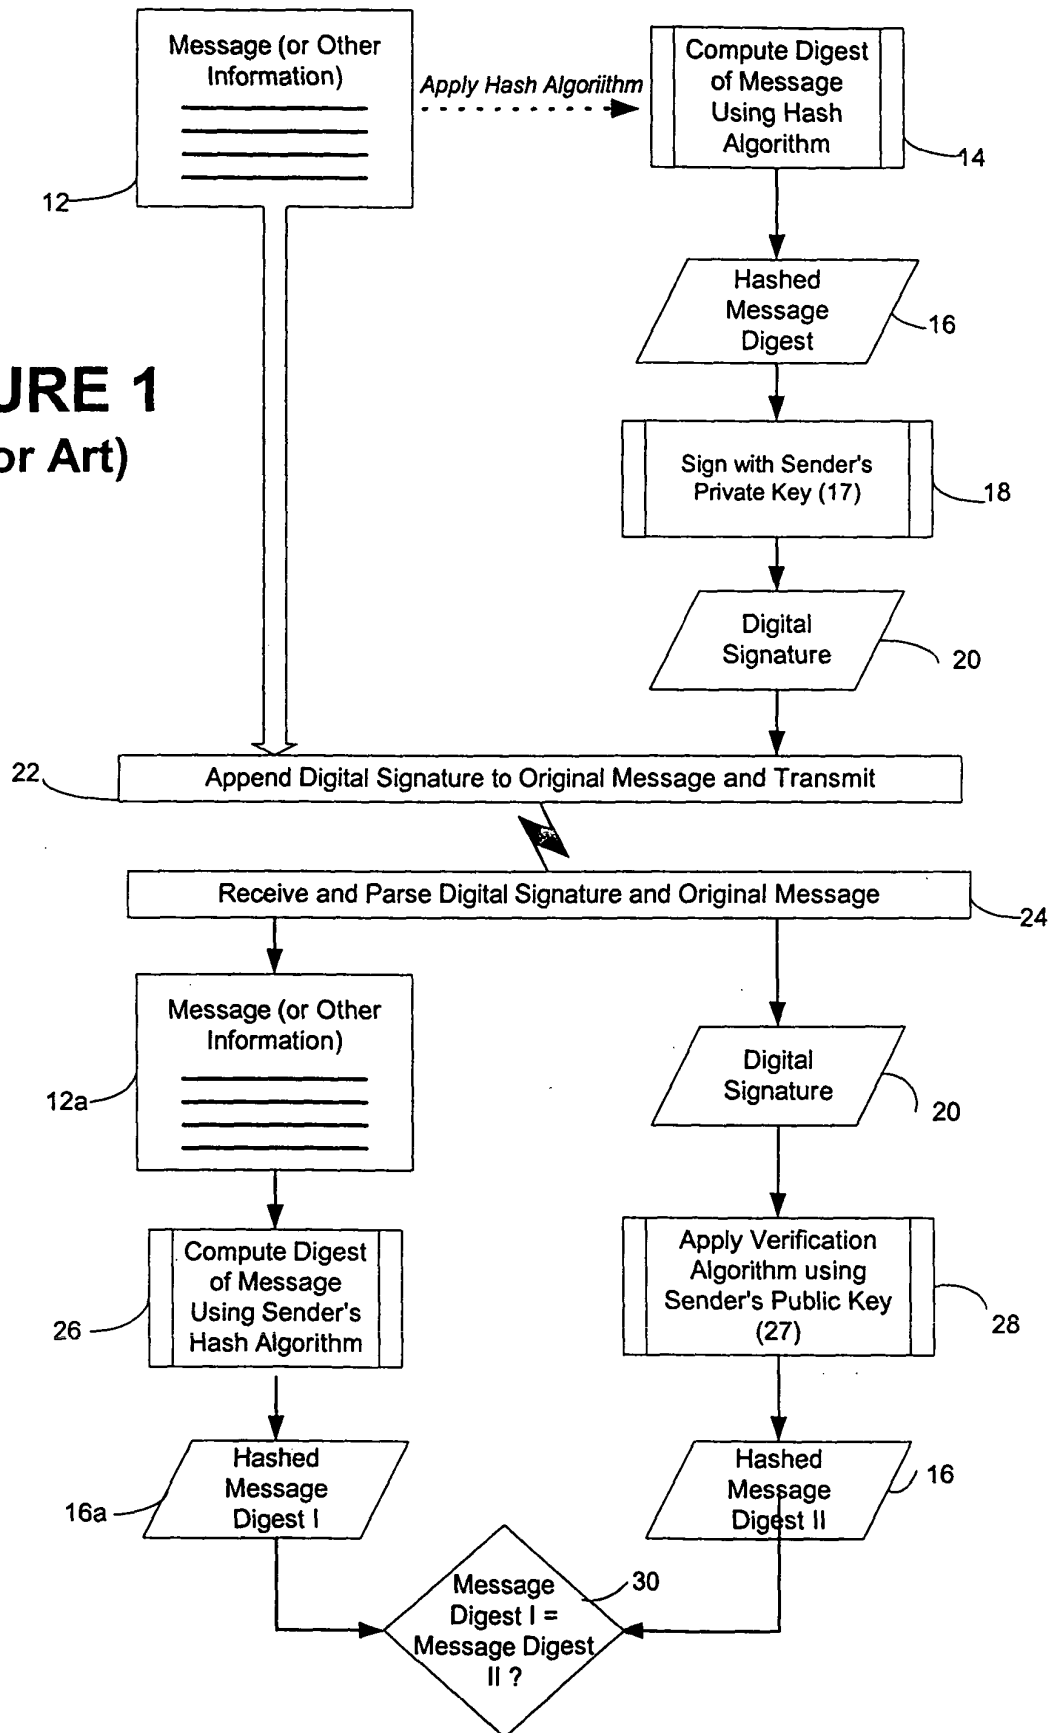 Message (or Other
Information)
12
Apply Hash Algoriithm
Compute Digest
of Message
Using Hash
Algorithm
14
Hashed
Message
Digest
16
URE 1
or Art)
Sign with Sender's
Private Key (17)
18
Digital
Signature
20
22
Append Digital Signature to Original Message and Transmit
Receive and Parse Digital Signature and Original Message
24
Message (or Other
Information)
12a
Digital
Signature
20
Compute Digest
of Message
Using Sender's
Hash Algorithm
26
Apply Verification
Algorithm using
Sender's Public Key
(27)
28
Hashed
Message
Digest I
16a
Hashed
Message
Digest II
16
Message
Digest I =
Message Digest
II ?
30